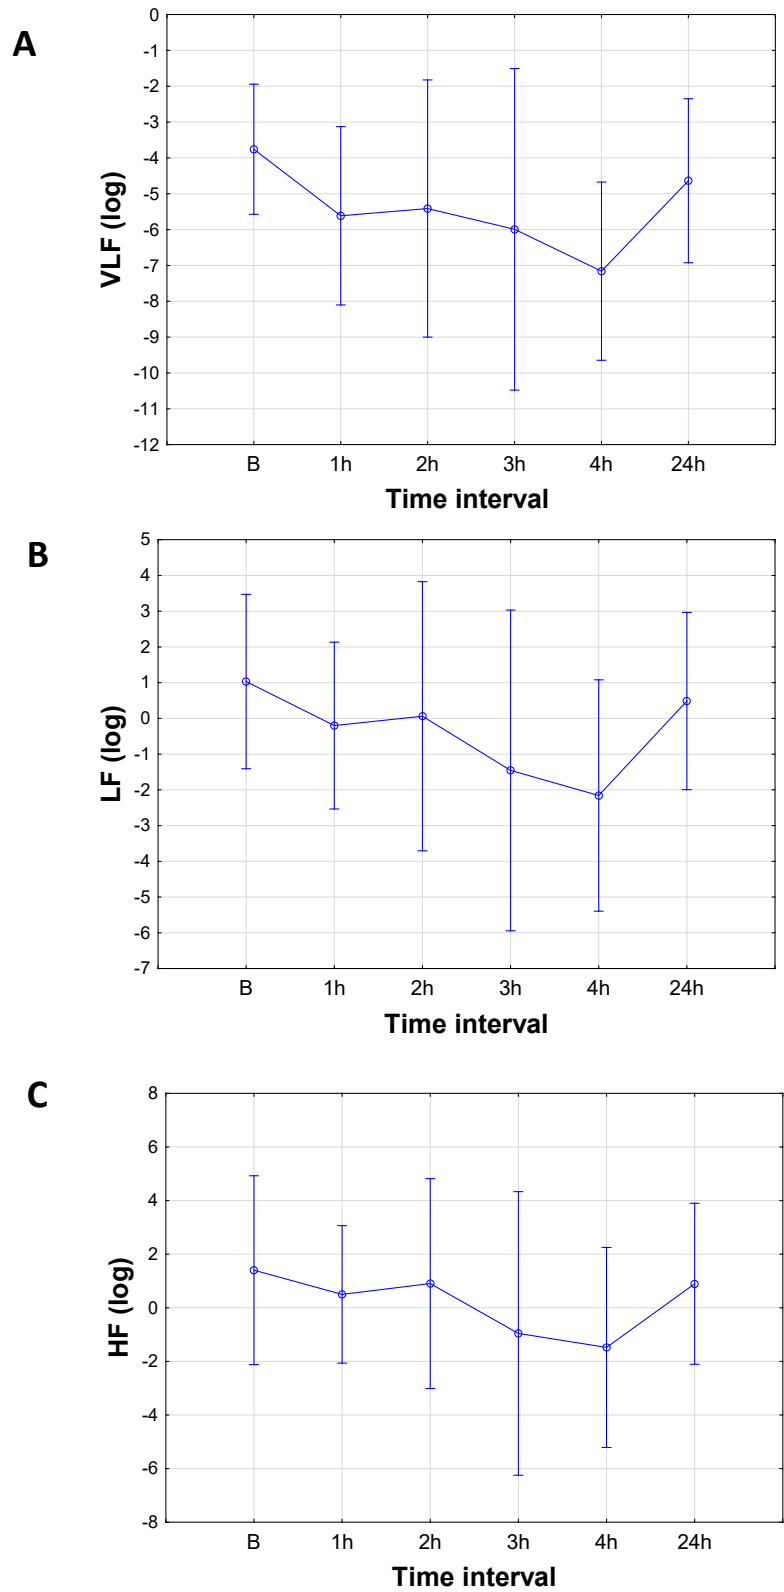 A
0
-1
-2
-3
-4
-5
-6
-7
-8
-9
-10
-11
-12
VLF (log)
B 1h 2h 3h 4h 24h
Time interval
B
5
4
3
2
1
0
-1
-2
-3
-4
-5
-6
-7
LF (log)
B 1h 2h 3h 4h 24h
Time interval
C
8
6
4
2
0
-2
-4
-6
-8
HF (log)
B 1h 2h 3h 4h 24h
Time interval